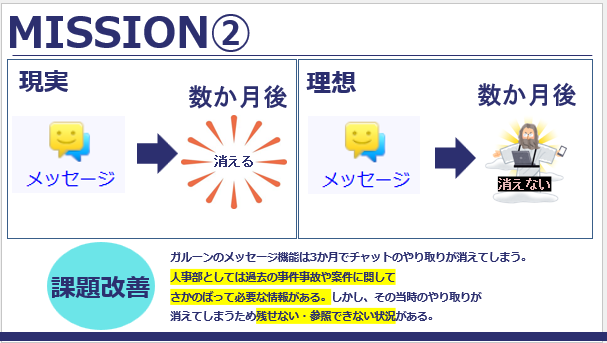 MISSION②
現実
数か月後
メッセージ
消える
理想
数か月後
メッセージ
消えない
課題改善
ガルーンのメッセージ機能は3か月でチャットのやり取りが消えてしまう。
人事部としては過去の事件事故や案件に関して
さかのぼって必要な情報がある。しかし、その当時のやり取りが
消えてしまうため残せない・参照できない状況がある。